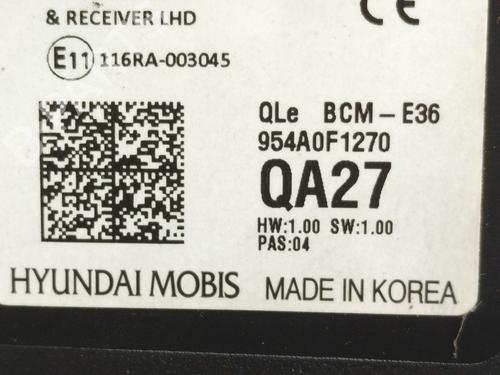 & RECEIVER LHD
CE
E11 116RA-003045
QLe BCM-E36
954A0F1270
QA27
HW:1.00 SW:1.00
PAS:04
HYUNDAI MOBIS MADE IN KOREA